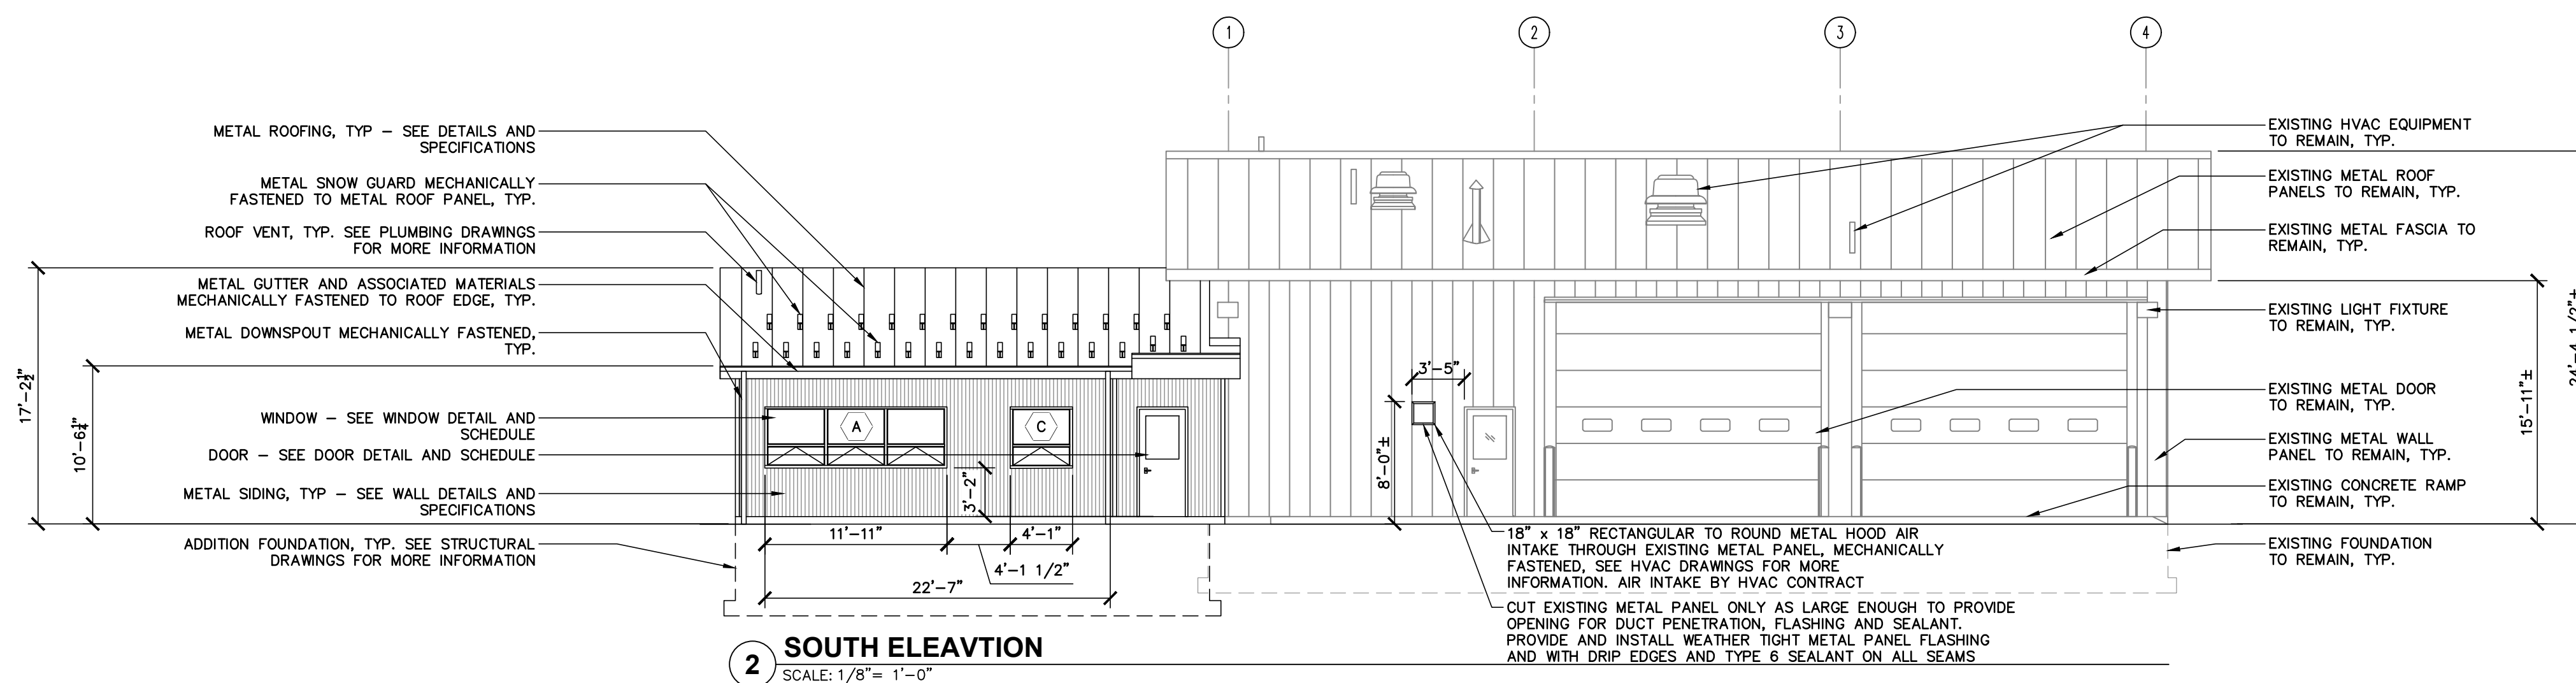 1
2
3
4
METAL ROOFING, TYP – SEE DETAILS AND
SPECIFICATIONS
METAL SNOW GUARD MECHANICALLY
FASTENED TO METAL ROOF PANEL, TYP.
ROOF VENT, TYP. SEE PLUMBING DRAWINGS
FOR MORE INFORMATION
METAL GUTTER AND ASSOCIATED MATERIALS
MECHANICALLY FASTENED TO ROOF EDGE, TYP.
METAL DOWNSPOUT MECHANICALLY FASTENED,
TYP.
WINDOW – SEE WINDOW DETAIL AND
SCHEDULE
DOOR – SEE DOOR DETAIL AND SCHEDULE
METAL SIDING, TYP – SEE WALL DETAILS AND
SPECIFICATIONS
ADDITION FOUNDATION, TYP. SEE STRUCTURAL
DRAWINGS FOR MORE INFORMATION
17'-2½"
10'-6¼"
A
C
3'-2"
11'-11"
4'-1"
4'-1 1/2"
22'-7"
3'-5"
8'-0"±
18" x 18" RECTANGULAR TO ROUND METAL HOOD AIR
INTAKE THROUGH EXISTING METAL PANEL, MECHANICALLY
FASTENED, SEE HVAC DRAWINGS FOR MORE
INFORMATION. AIR INTAKE BY HVAC CONTRACT
CUT EXISTING METAL PANEL ONLY AS LARGE ENOUGH TO PROVIDE
OPENING FOR DUCT PENETRATION, FLASHING AND SEALANT.
PROVIDE AND INSTALL WEATHER TIGHT METAL PANEL FLASHING
AND WITH DRIP EDGES AND TYPE 6 SEALANT ON ALL SEAMS
EXISTING HVAC EQUIPMENT
TO REMAIN, TYP.
EXISTING METAL ROOF
PANELS TO REMAIN, TYP.
EXISTING METAL FASCIA TO
REMAIN, TYP.
EXISTING LIGHT FIXTURE
TO REMAIN, TYP.
EXISTING METAL DOOR
TO REMAIN, TYP.
EXISTING METAL WALL
PANEL TO REMAIN, TYP.
EXISTING CONCRETE RAMP
TO REMAIN, TYP.
EXISTING FOUNDATION
TO REMAIN, TYP.
15'-11"±
24'-4 1/2"±
2
SOUTH ELEAVTION
SCALE: 1/8"= 1'-0"